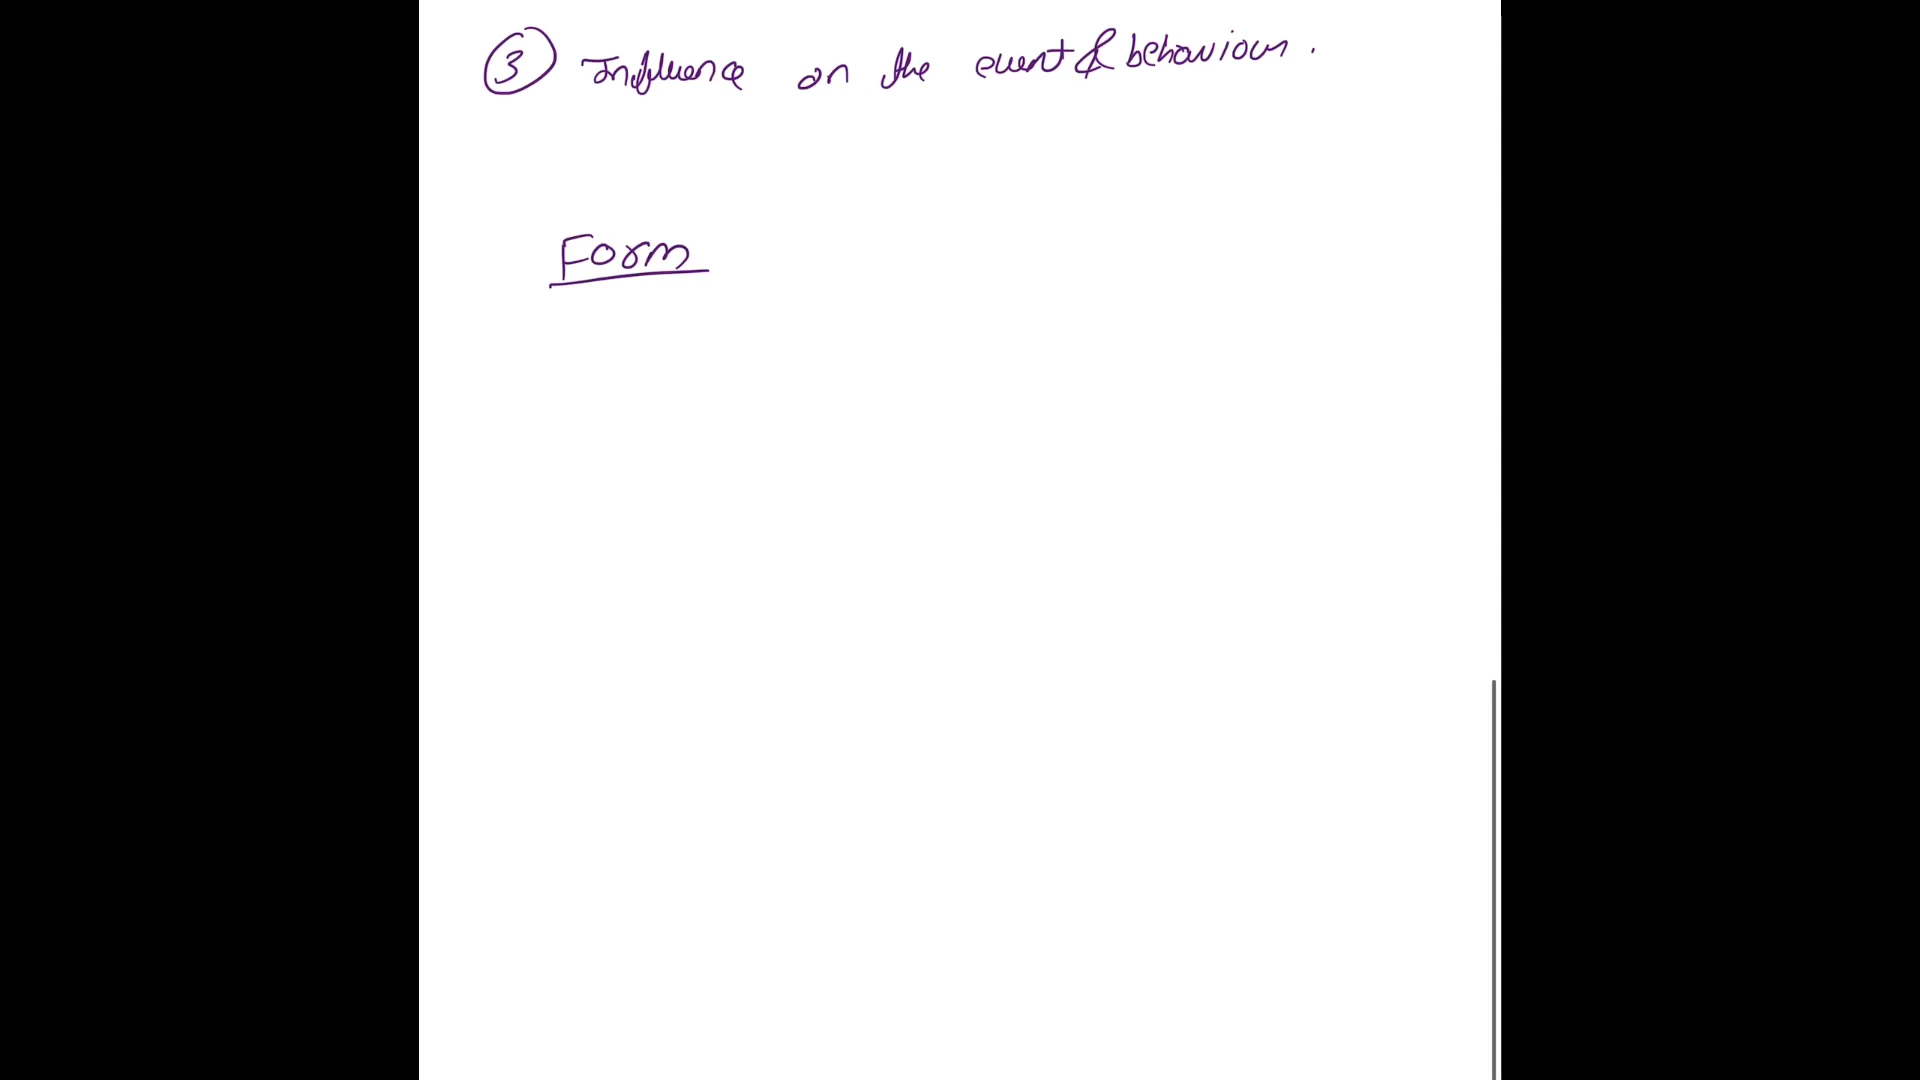 ③ Influence on the event & behaviour.
Form